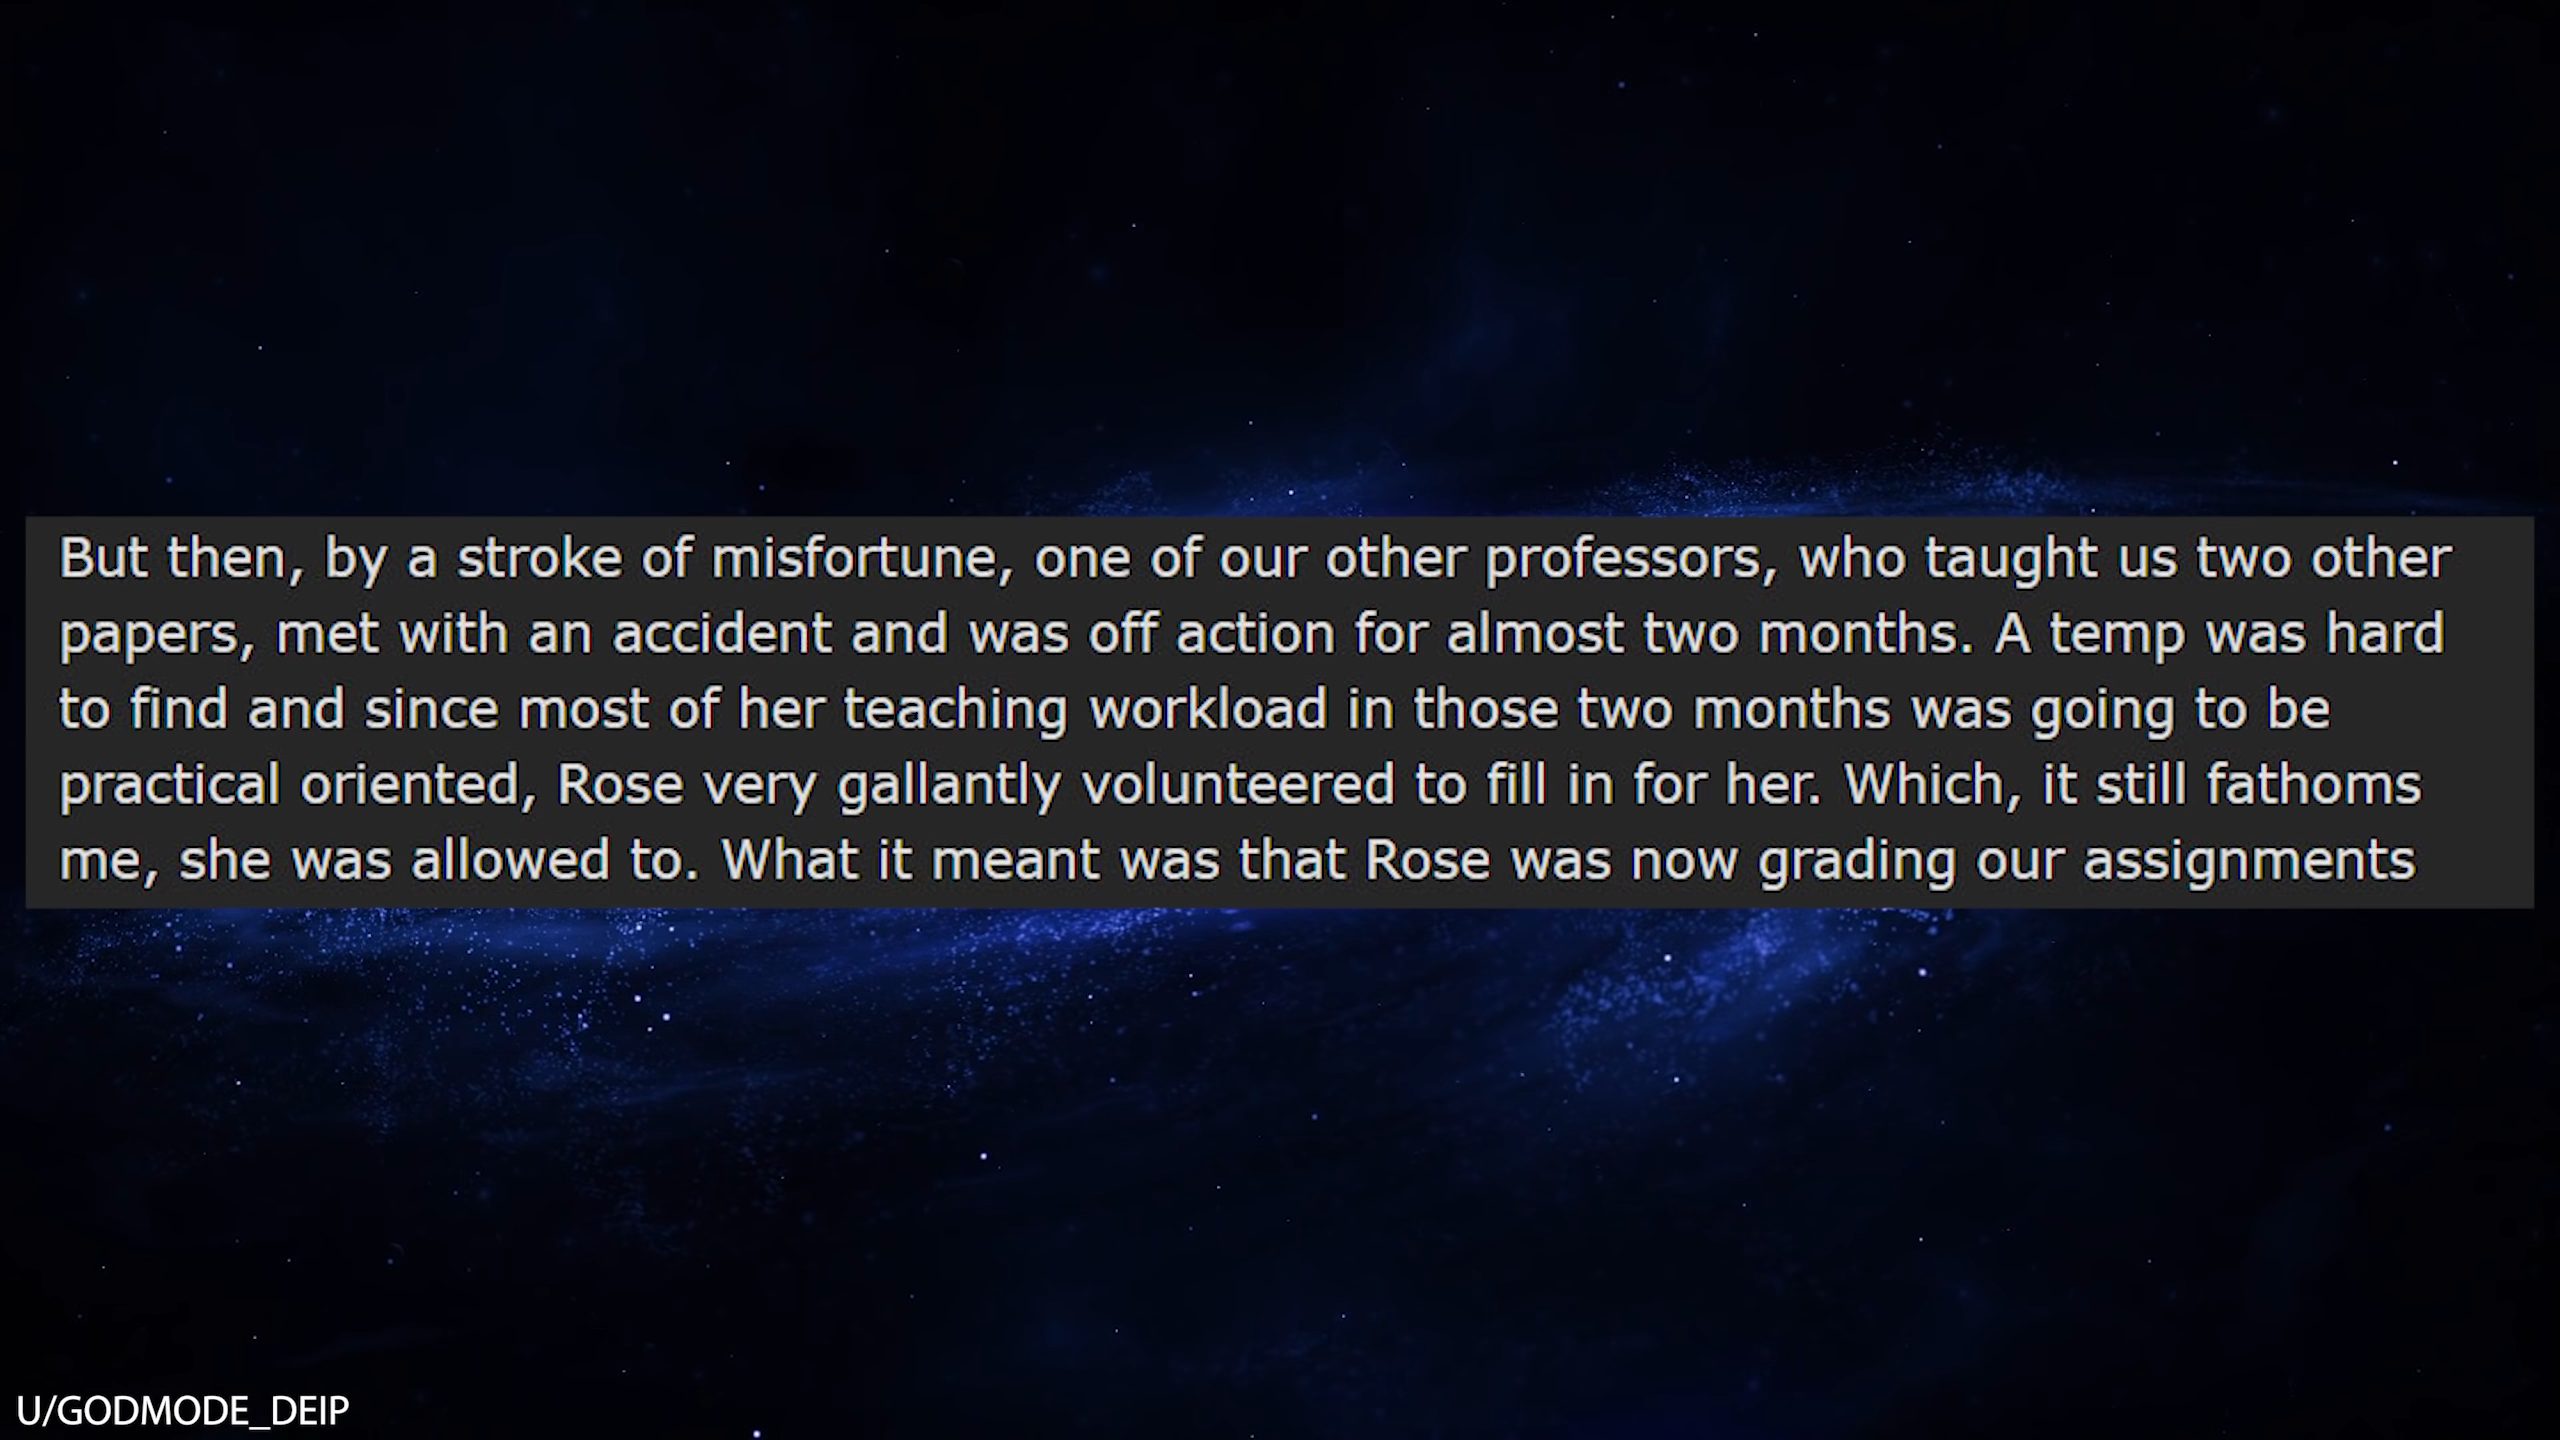 But then, by a stroke of misfortune, one of our other professors, who taught us two other
papers, met with an accident and was off action for almost two months. A temp was hard
to find and since most of her teaching workload in those two months was going to be
practical oriented, Rose very gallantly volunteered to fill in for her. Which, it still fathoms
me, she was allowed to. What it meant was that Rose was now grading our assignments
U/GODMODE_DEIP